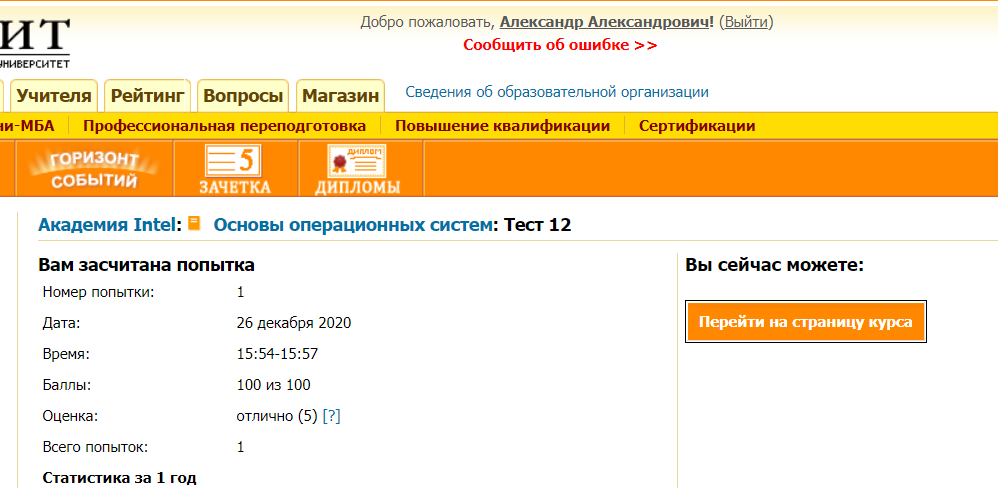 ИТ
УНИВЕРСИТЕТ
Добро пожаловать, Александр Александрович! (Выйти)
Сообщить об ошибке >>
Учителя Рейтинг Вопросы Магазин Сведения об образовательной организации
ни-МБА Профессиональная переподготовка Повышение квалификации Сертификации
ГОРИЗОНТ СОБЫТИЙ
5
ЗАЧЕТКА
ДИПЛОМ
ДИПЛОМЫ
Академия Intel: Основы операционных систем: Тест 12
Вам засчитана попытка
Номер попытки: 1
Дата: 26 декабря 2020
Время: 15:54-15:57
Баллы: 100 из 100
Оценка: отлично (5) [?]
Всего попыток: 1
Статистика за 1 год
Вы сейчас можете:
Перейти на страницу курса